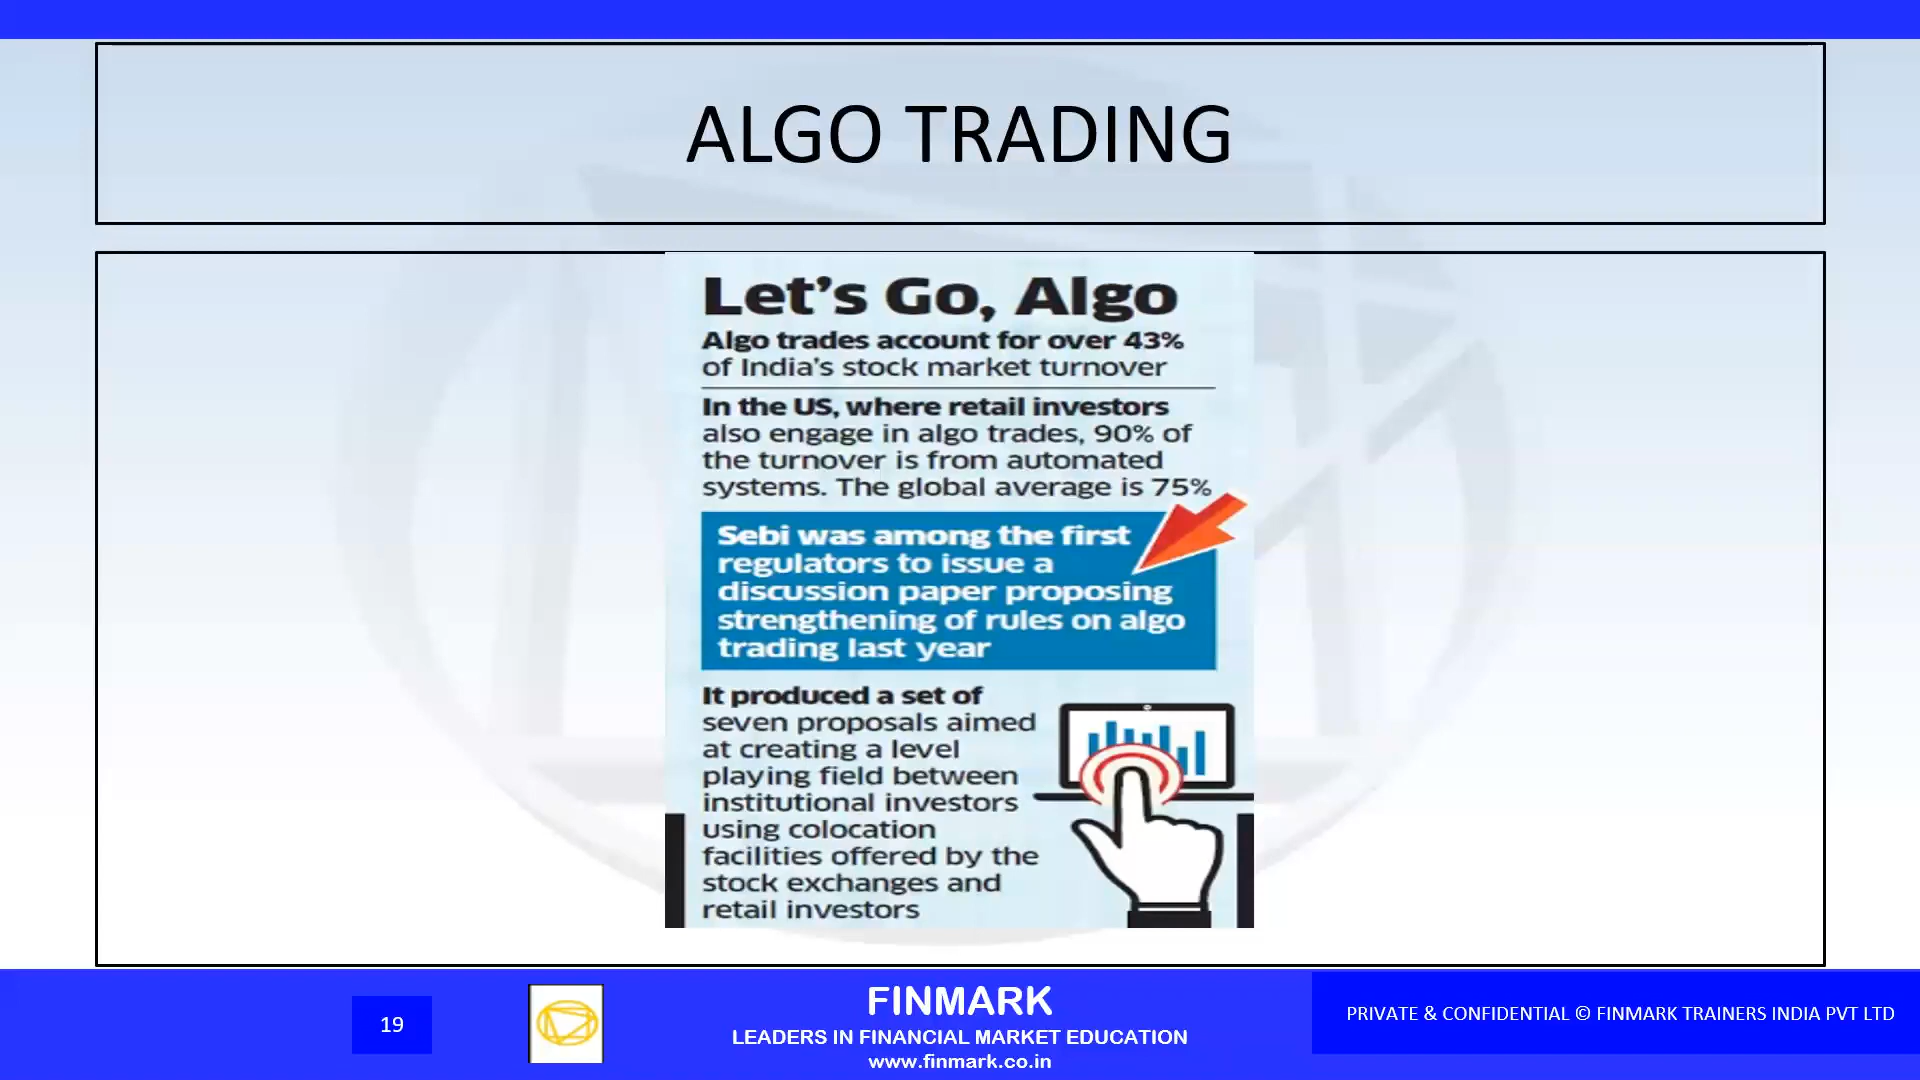 ALGO TRADING
Let's Go, Algo
Algo trades account for over 43%
of India's stock market turnover
In the US, where retail investors
also engage in algo trades, 90% of
the turnover is from automated
systems. The global average is 75%
Sebi was among the first
regulators to issue a
discussion paper proposing
strengthening of rules on algo
trading last year
It produced a set of
seven proposals aimed
at creating a level
playing field between
institutional investors
using colocation
facilities offered by the
stock exchanges and
retail investors
19
FINMARK
LEADERS IN FINANCIAL MARKET EDUCATION
www.finmark.co.in
PRIVATE & CONFIDENTIAL © FINMARK TRAINERS INDIA PVT LTD